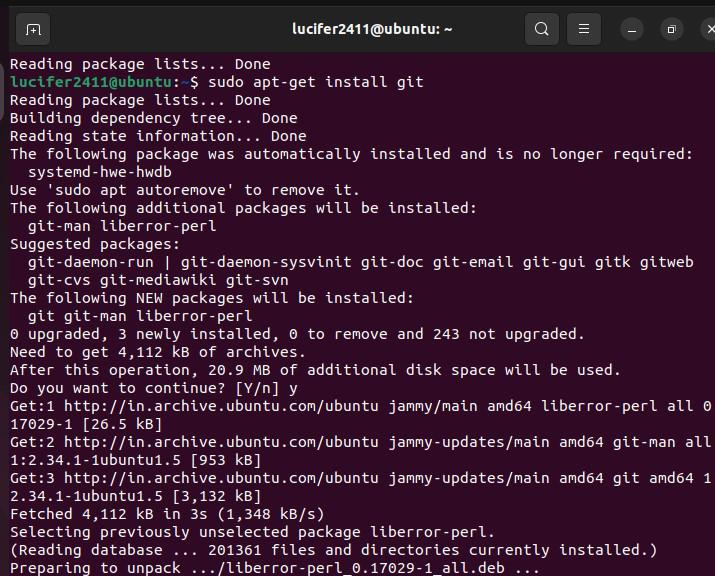 lucifer2411@ubuntu: ~
Reading package lists... Done
lucifer2411@ubuntu:~$ sudo apt-get install git
Reading package lists... Done
Building dependency tree... Done
Reading state information... Done
The following package was automatically installed and is no longer required:
  systemd-hwe-hwdb
Use 'sudo apt autoremove' to remove it.
The following additional packages will be installed:
  git-man liberror-perl
Suggested packages:
  git-daemon-run | git-daemon-sysvinit git-doc git-email git-gui gitk gitweb
  git-cvs git-mediawiki git-svn
The following NEW packages will be installed:
  git git-man liberror-perl
0 upgraded, 3 newly installed, 0 to remove and 243 not upgraded.
Need to get 4,112 kB of archives.
After this operation, 20.9 MB of additional disk space will be used.
Do you want to continue? [Y/n] y
Get:1 http://in.archive.ubuntu.com/ubuntu jammy/main amd64 liberror-perl all 0
17029-1 [26.5 kB]
Get:2 http://in.archive.ubuntu.com/ubuntu jammy-updates/main amd64 git-man all
1:2.34.1-1ubuntu1.5 [953 kB]
Get:3 http://in.archive.ubuntu.com/ubuntu jammy-updates/main amd64 git amd64 1
2.34.1-1ubuntu1.5 [3,132 kB]
Fetched 4,112 kB in 3s (1,348 kB/s)
Selecting previously unselected package liberror-perl.
(Reading database ... 201361 files and directories currently installed.)
Preparing to unpack .../liberror-perl_0.17029-1_all.deb ...